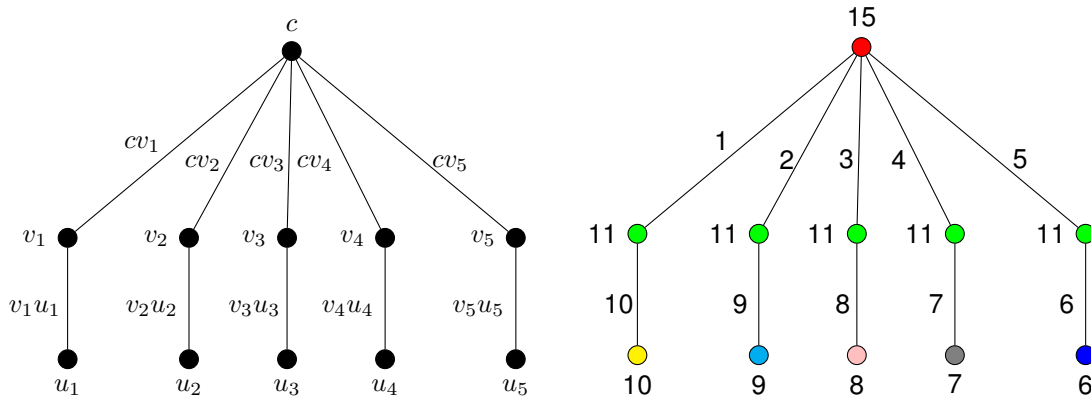 c 15
cv₁ cv₂ cv₃ cv₄ cv₅ 1 2 3 4 5
v₁ v₂ v₃ v₄ v₅ 11 11 11 11 11
v₁u₁ v₂u₂ v₃u₃ v₄u₄ v₅u₅ 10 9 8 7 6
u₁ u₂ u₃ u₄ u₅ 10 9 8 7 6